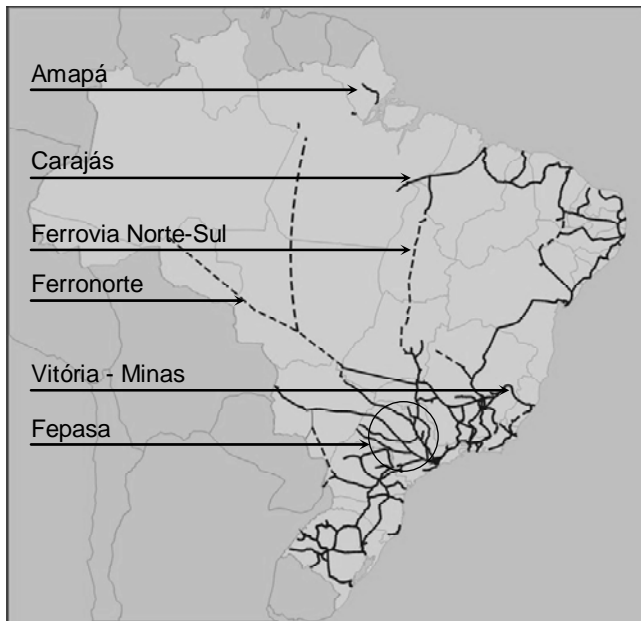 Amapá
Carajás
Ferrovia Norte-Sul
Ferronorte
Vitória - Minas
Fepasa